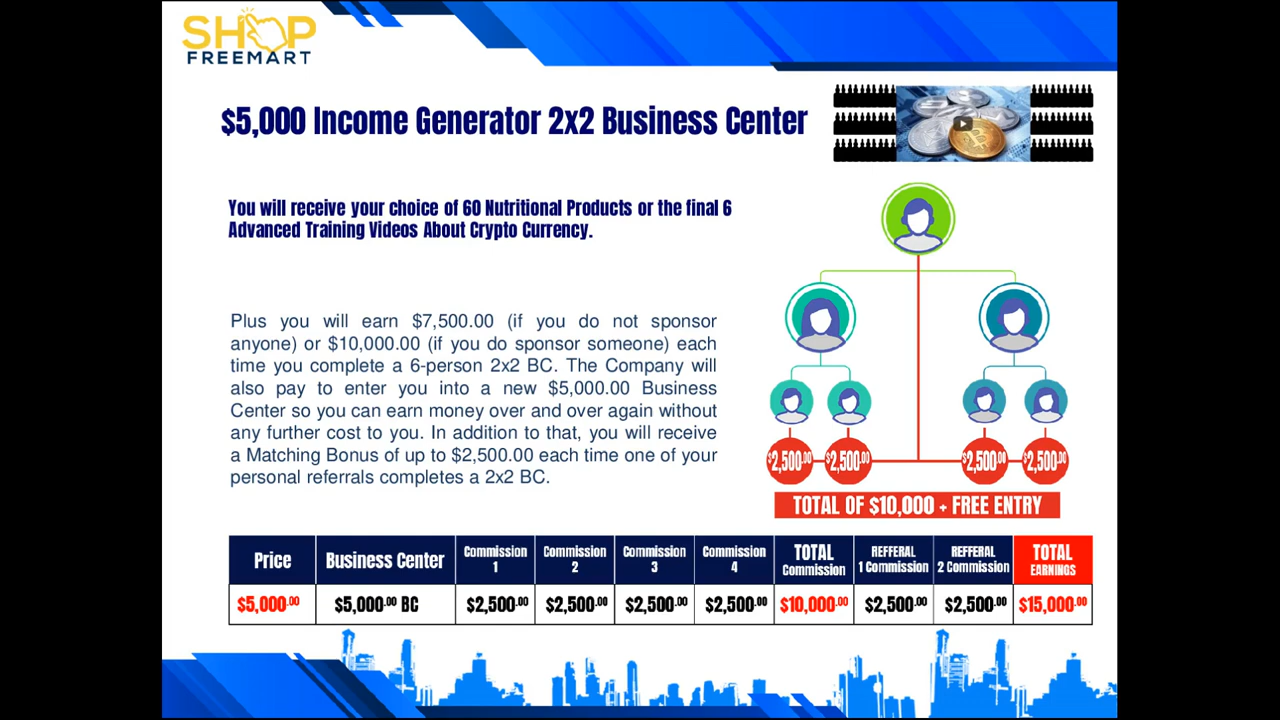 SHOP
FREEMART
$5,000 Income Generator 2x2 Business Center
You will receive your choice of 60 Nutritional Products or the final 6
Advanced Training Videos About Crypto Currency.
Plus you will earn $7,500.00 (if you do not sponsor
anyone) or $10,000.00 (if you do sponsor someone) each
time you complete a 6-person 2x2 BC. The Company will
also pay to enter you into a new $5,000.00 Business
Center so you can earn money over and over again without
any further cost to you. In addition to that, you will receive
a Matching Bonus of up to $2,500.00 each time one of your
personal referrals completes a 2x2 BC.
$2,500.00 $2,500.00 $2,500.00 $2,500.00
TOTAL OF $10,000 + FREE ENTRY
Price Business Center Commission 1 Commission 2 Commission 3 Commission 4 TOTAL Commission REFFERAL 1 Commission REFFERAL 2 Commission TOTAL EARNINGS
$5,000.00 $5,000.00 BC $2,500.00 $2,500.00 $2,500.00 $2,500.00 $10,000.00 $2,500.00 $2,500.00 $15,000.00